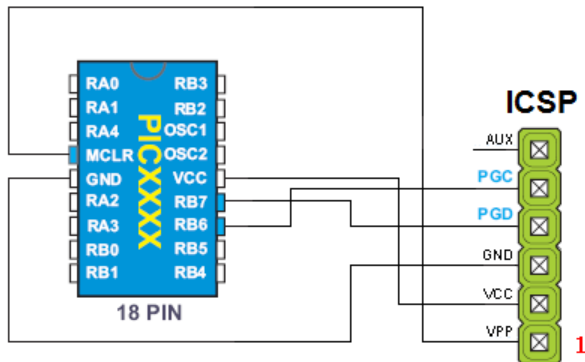 RA0 RB3
RA1 RB2
RA4 OSC1
MCLR OSC2
GND VCC
RA2 RB7
RA3 RB6
RB0 RB5
RB1 RB4
PICXXXX
18 PIN
ICSP
AUX
PGC
PGD
GND
VCC
VPP
1